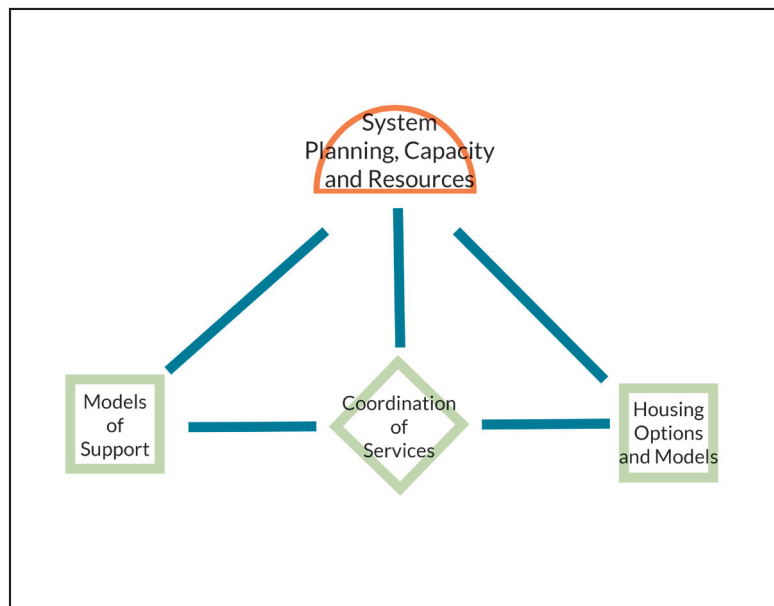 System
Planning, Capacity
and Resources
Models
of
Support
Coordination
of
Services
Housing
Options
and Models